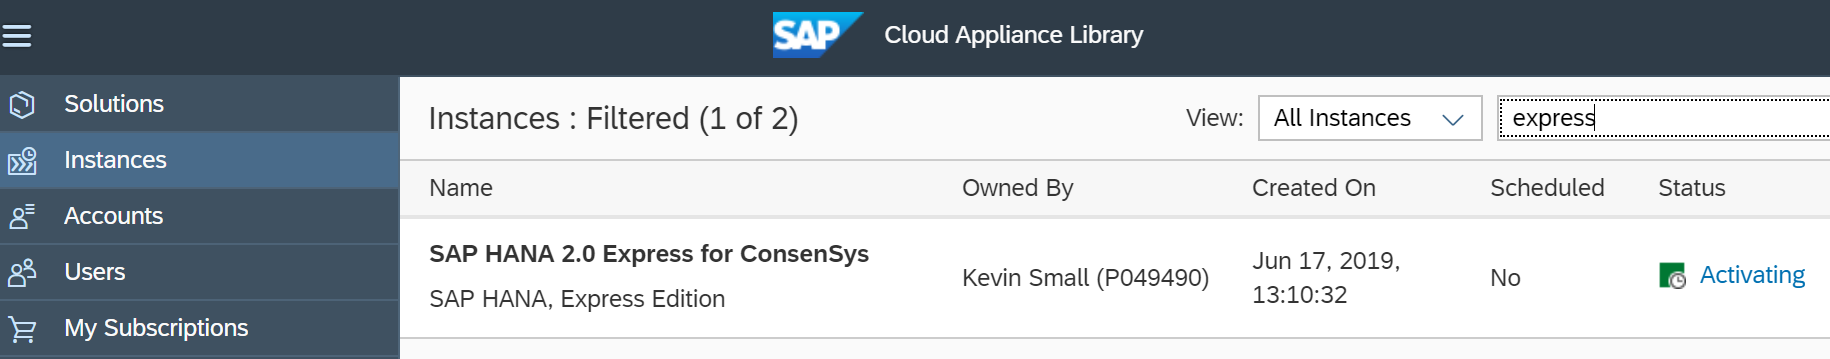 SAP Cloud Appliance Library
Solutions
Instances
Accounts
Users
My Subscriptions
Instances : Filtered (1 of 2)
View: All Instances express
Name Owned By Created On Scheduled Status
SAP HANA 2.0 Express for ConsenSys
SAP HANA, Express Edition
Kevin Small (P049490)
Jun 17, 2019,
13:10:32
No
Activating